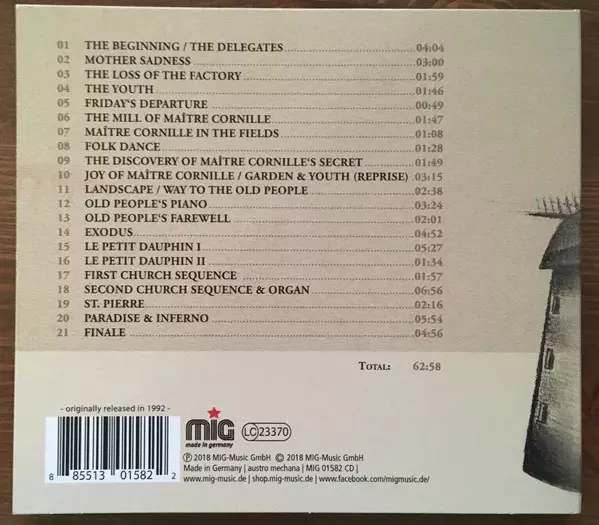 01 THE BEGINNING / THE DELEGATES 04:04
02 MOTHER SADNESS 03:00
03 THE LOSS OF THE FACTORY 01:59
04 THE YOUTH 01:46
05 FRIDAY'S DEPARTURE 00:49
06 THE MILL OF MAÎTRE CORNILLE 01:47
07 MAÎTRE CORNILLE IN THE FIELDS 01:08
08 FOLK DANCE 01:28
09 THE DISCOVERY OF MAÎTRE CORNILLE'S SECRET 01:49
10 JOY OF MAÎTRE CORNILLE / GARDEN & YOUTH (REPRISE) 03:15
11 LANDSCAPE / WAY TO THE OLD PEOPLE 02:38
12 OLD PEOPLE'S PIANO 03:24
13 OLD PEOPLE'S FAREWELL 02:01
14 EXODUS 04:52
15 LE PETIT DAUPHIN I 05:27
16 LE PETIT DAUPHIN II 01:34
17 FIRST CHURCH SEQUENCE 01:57
18 SECOND CHURCH SEQUENCE & ORGAN 06:56
19 ST. PIERRE 02:16
20 PARADISE & INFERNO 05:54
21 FINALE 04:56
TOTAL: 62:58
- originally released in 1992 -
8 85513 01582 2
MIG
made in germany
LC 23370
Ⓟ 2018 MIG-Music GmbH © 2018 MIG-Music GmbH
Made in Germany | austro mechana | MIG 01582 CD |
www.mig-music.de | shop.mig-music.de | www.facebook.com/migmusic.de/